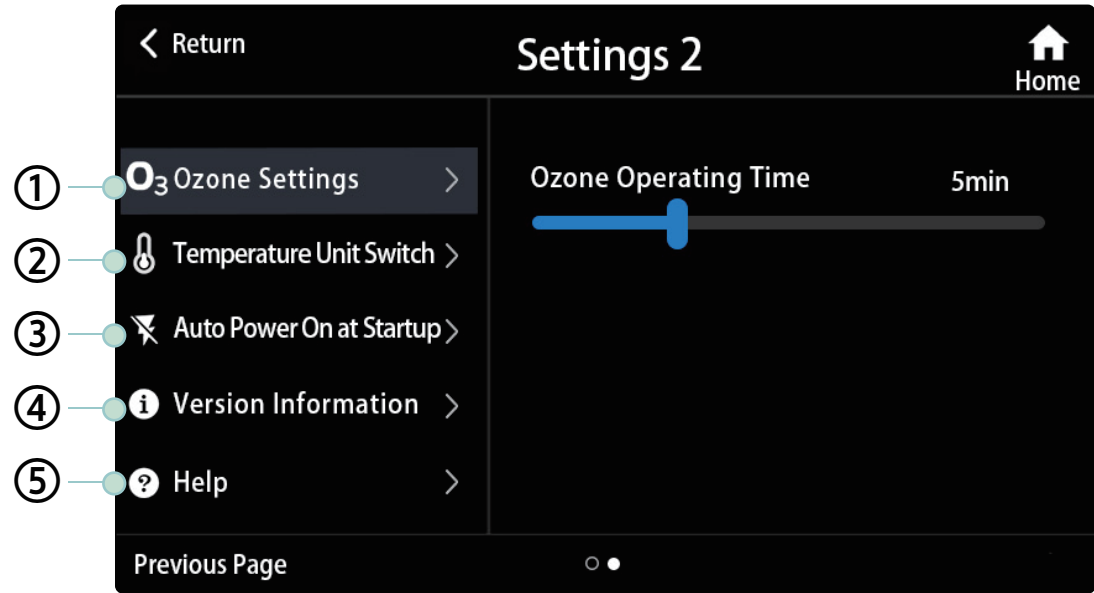 Return
Settings 2
Home
① O₃ Ozone Settings
② Temperature Unit Switch
③ Auto Power On at Startup
④ Version Information
⑤ Help
Ozone Operating Time 5min
Previous Page